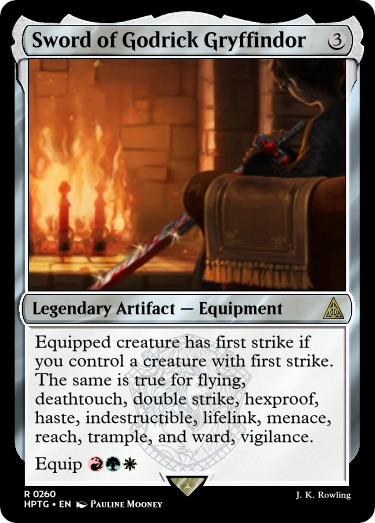 Sword of Godrick Gryffindor 3
Legendary Artifact — Equipment
Equipped creature has first strike if
you control a creature with first strike.
The same is true for flying,
deathtouch, double strike, hexproof,
haste, indestructible, lifelink, menace,
reach, trample, and ward, vigilance.
Equip
R 0260
HPTG • EN Pauline Mooney
J. K. Rowling